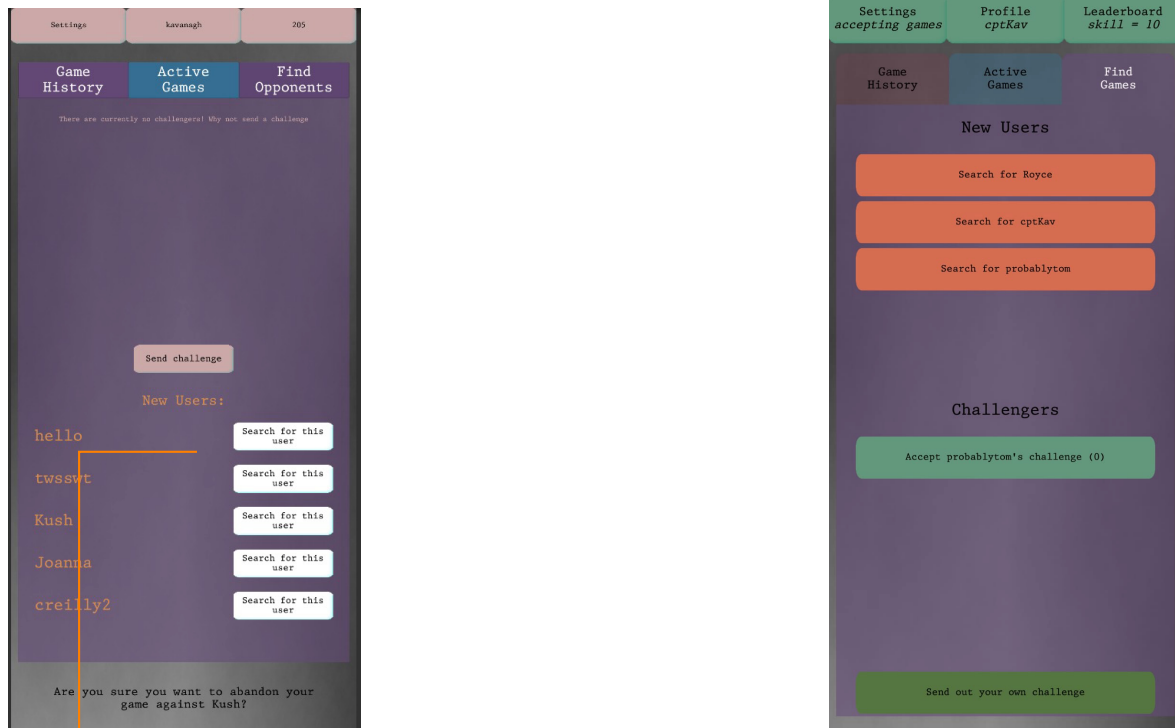 Settings
kavanagh
205
Game
History
Active
Games
Find
Opponents
There are currectly no challengers! Why not send a challenge
Send challenge
New Users:
hello
Search for this
user
twsswt
Search for this
user
Kush
Search for this
user
Joanna
Search for this
user
creilly2
Search for this
user
Are you sure you want to abandon your
game against Kush?
Settings
accepting games
Profile
cptKav
Leaderboard
skill = 10
Game
History
Active
Games
Find
Games
New Users
Search for Royce
Search for cptKav
Search for probablytom
Challengers
Accept probablytom's challenge (0)
Send out your own challenge